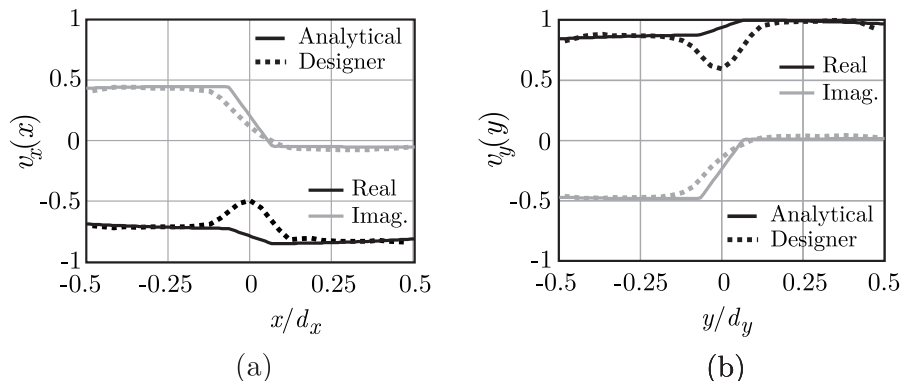 1
Analytical
Designer
0.5
0
-0.5
-1
Real
Imag.
-0.5 -0.25 0 0.25 0.5
v_x(x)
x/d_x
(a)
1
0.5
0
-0.5
-1
Real
Imag.
Analytical
Designer
-0.5 -0.25 0 0.25 0.5
v_y(y)
y/d_y
(b)